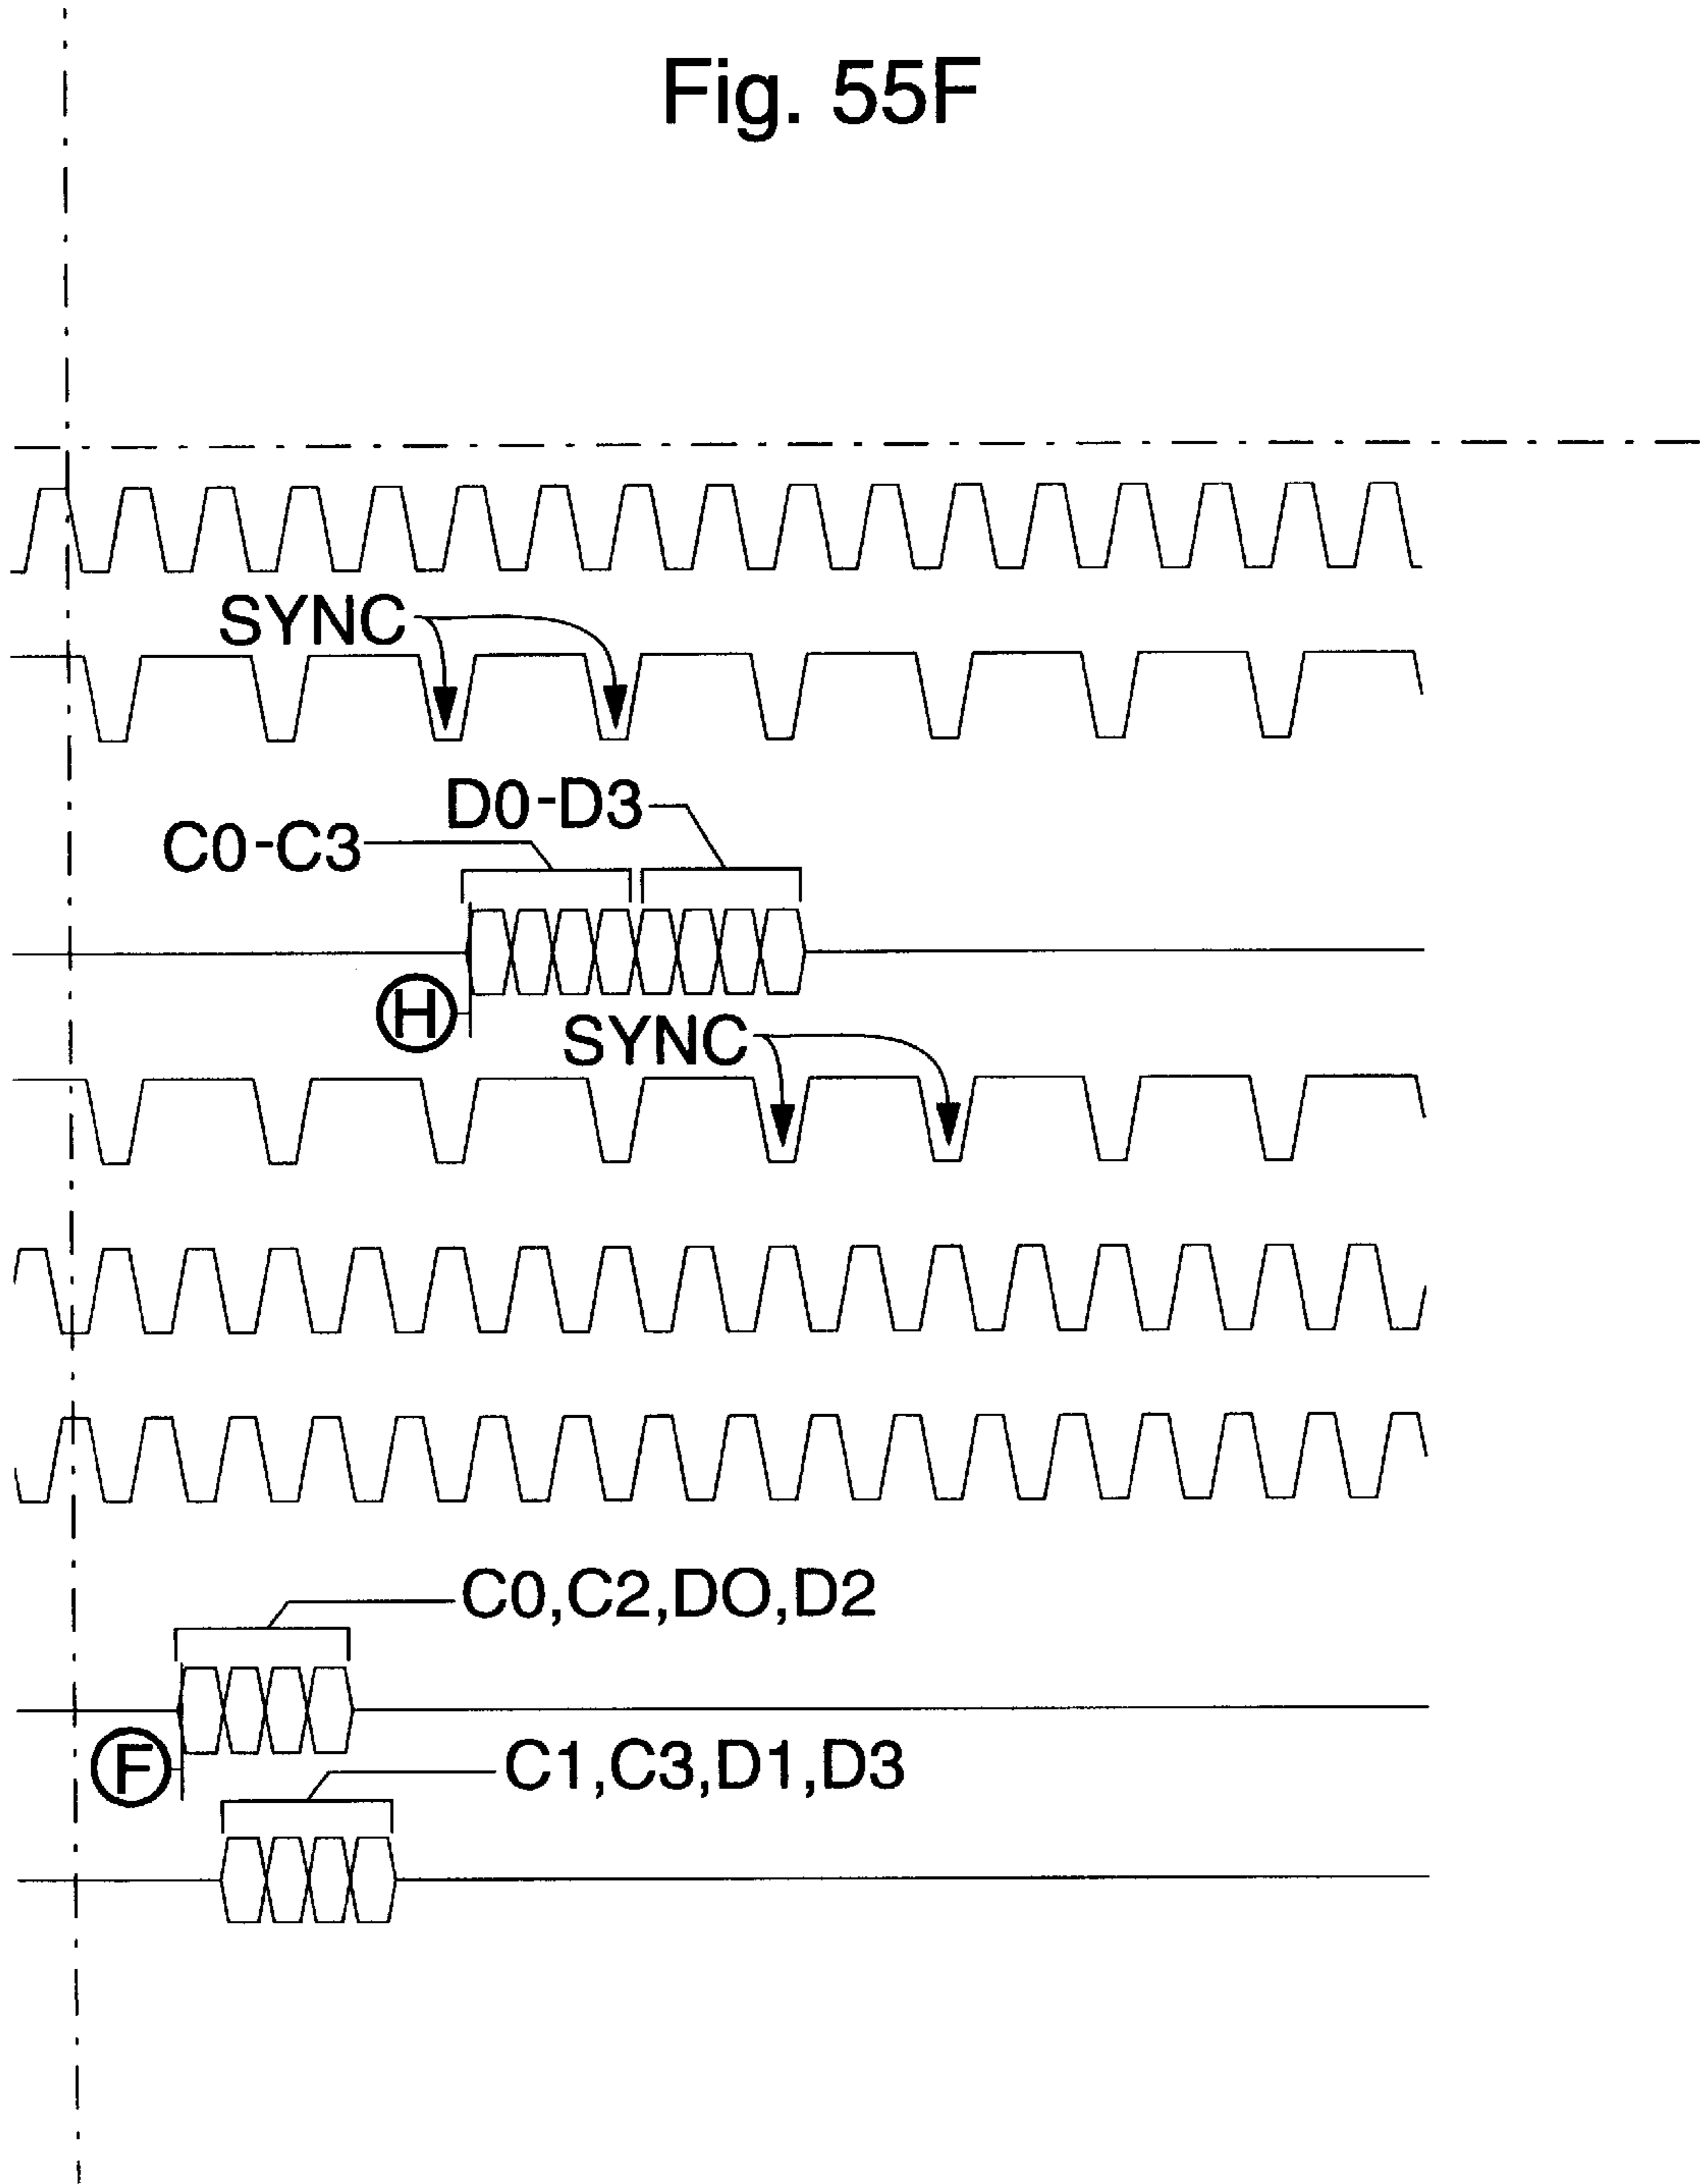 Fig. 55F
SYNC
D0-D3
C0-C3
H
SYNC
C0,C2,DO,D2
F
C1,C3,D1,D3